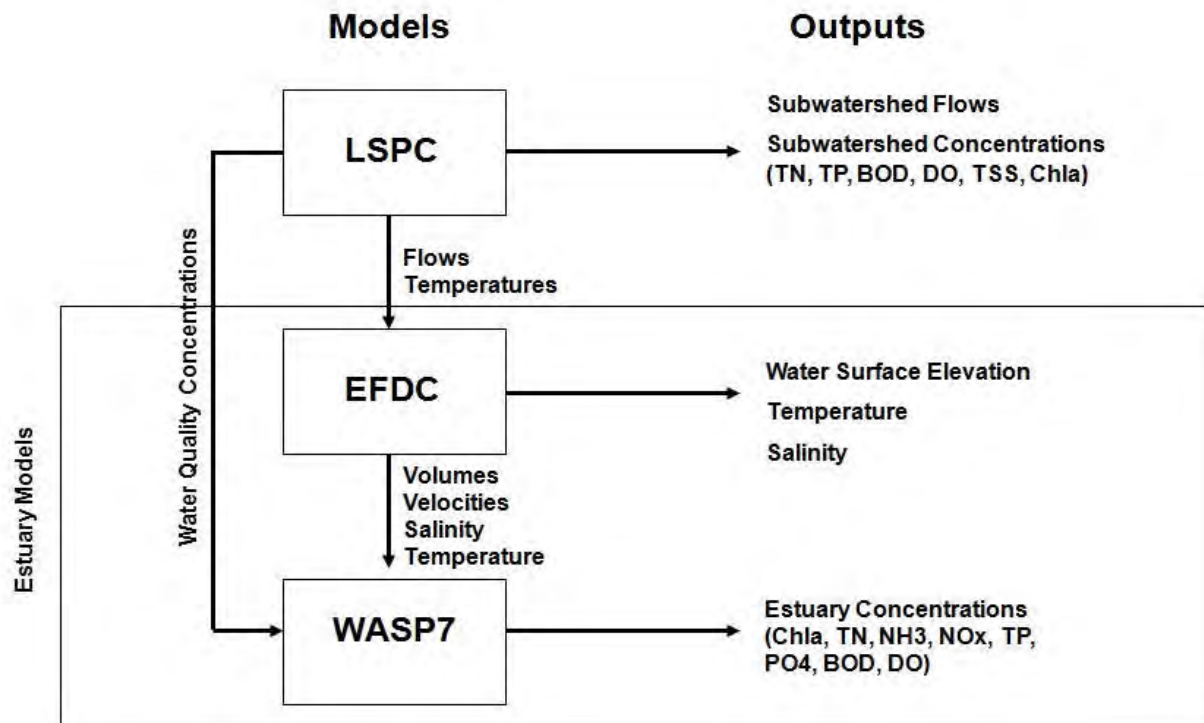 Models
Outputs
LSPC
Subwatershed Flows
Subwatershed Concentrations
(TN, TP, BOD, DO, TSS, Chla)
Flows
Temperatures
Water Quality Concentrations
Estuary Models
EFDC
Water Surface Elevation
Temperature
Salinity
Volumes
Velocities
Salinity
Temperature
WASP7
Estuary Concentrations
(Chla, TN, NH3, NOx, TP,
PO4, BOD, DO)